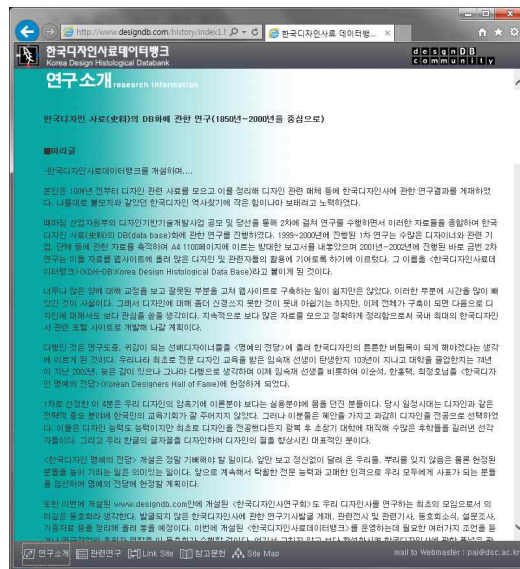 http://www.designdb.com/history/index1.h
한국디자인사료 데이터뱅...
한국디자인사료데이터뱅크
Korea Design Histological Databank
designDB
community
연구소개 research information
한국디자인 사료(史料)의 DB화에 관한 연구(1850년~2000년을 중심으로)
■머리글
-한국디자인사료데이터뱅크를 개설하며....
본인은 10여년 전부터 디자인 관련 사료를 모으고 이를 정리해 디자인 관련 매체 등에 한국디자인사에 관한 연구결과를 게재하였
다. 나름대로 불모지와 같았던 한국디자인 역사찾기에 작은 힘이나마 보태려고 노력하였다.
때마침 산업자원부의 디자인기반기술개발사업 공모 및 당선을 통해 2차에 걸쳐 연구를 수행하면서 이러한 자료들을 종합하여 한국
디자인 사료(史料)의 DB(data base)화에 관한 연구를 진행하였다. 1999~2000년에 진행된 1차 연구는 수많은 디자이너와 관련 기
업, 단체 등에 관한 자료를 축적하여 A4 1100페이지에 이르는 방대한 보고서를 내놓았으며 2001년~2002년에 진행된 바로 금번 2차
연구는 이들 자료를 웹사이트에 올려 많은 디자인 및 관련자들의 활용에 기여토록 하기에 이르렀다. 그 이름을 <한국디자인사료데
이터뱅크>(KDH-DB:Korea Design Histological Data Base)라고 붙이게 된 것이다.
너무나 많은 양에 대해 교정을 보고 잘못된 부분을 고쳐 웹사이트로 구축하는 일이 쉽지만은 않았다. 이러한 부분에 시간을 많이 빼
았긴 것이 사실이다. 그래서 디자인에 대해 좀더 신경쓰지 못한 것이 못내 아쉽기는 하지만, 이제 전체가 구축이 되면 다음으로 디
자인에 대해서도 보다 관심을 쏟을 생각이다. 지속적으로 보다 많은 자료를 모으고 정확하게 정리함으로서 국내 최대의 한국디자인
사 관련 포털 사이트로 개발해 나갈 계획이다.
다행인 것은 연구도중, 귀감이 되는 선배디자이너를 <명예의 전당>에 올려 한국디자인의 튼튼한 버팀목이 되게 해야겠다는 생각
에 이르게 된 것이다. 우리나라 최초로 전문 디자인 교육을 받은 임숙재 선생이 탄생한지 103년이 지나고 대학을 졸업한지는 74년
이 지난 2002년, 늦은 감이 있으나 그나마 다행으로 생각하며 이제 임숙재 선생을 비롯하여 이순석, 한홍택, 최정호님을 <한국디자
인 명예의 전당>(Korean Designers Hall of Fame)에 헌정하게 되었다.
1차로 선정한 이 4분은 우리 디자인의 암흑기에 이론분야 보다는 실용분야에 몸을 던진 분들이다. 당시 일정시대는 디자인과 같은
전략적 중요 분야에 한국인의 교육기회가 잘 주어지지 않았다. 그러나 이분들은 혜안을 가지고 과감히 디자인을 전공으로 선택하였
다. 이들은 디자인 능력도 능력이지만 최초로 디자인을 전공했다든지 광복 후 초창기 대학에 재직해 수많은 후학들을 길러낸 선각
자들이다. 그리고 우리 한글의 글자꼴을 디자인하여 디자인의 질을 향상시킨 대표적인 분이다.
<한국디자인 명예의 전당> 개설은 정말 기뻐해야 할 일이다. 앞만 보고 정신없이 달려 온 우리들, 뿌리를 잊지 않음은 물론 헌정된
분들을 높이 기리는 일은 의미있는 일이다. 앞으로 계속해서 탁월한 전문 능력과 고매한 인격으로 우리 모두에게 사표가 되는 분들
을 엄선하여 명예의 전당에 헌정할 계획이다.
또한 이번에 개설된 www.designdb.com안에 개설된 <한국디자인사연구회>도 우리 디자인사를 연구하는 최초의 모임으로서 의
미깊은 동호회라 생각한다. 발굴되지 않은 한국디자인사에 관한 연구기사발굴 게재, 관련전시 및 관련기사, 동호회소식, 설문조사,
기증자료 등을 정리해 올려 좋을 예정이다. 이번에 개설된 <한국디자인사료데이터뱅크>를 운영하는데 필요한 여러가지 조언을 듣
연구소개 관련연구 Link Site 참고문헌 Site Map
mail to Webmaster : pai@dsc.ac.kr